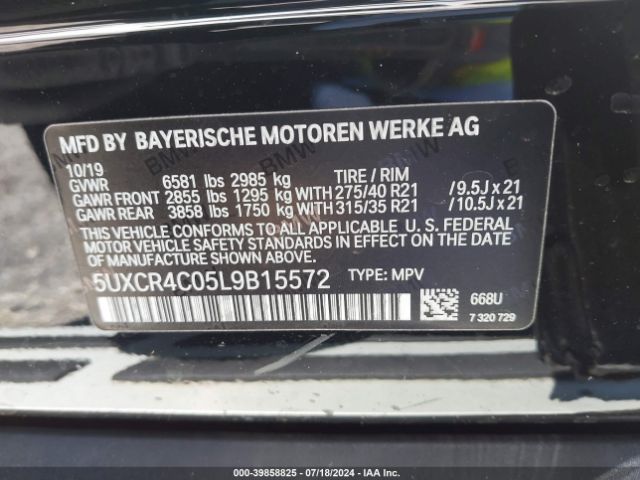 MFD BY BAYERISCHE MOTOREN WERKE AG
10/19
GVWR 6581 lbs 2985 kg TIRE / RIM
GAWR FRONT 2855 lbs 1295 kg WITH 275/40 R21 / 9.5J x 21
GAWR REAR 3858 lbs 1750 kg WITH 315/35 R21 / 10.5J x 21
THIS VEHICLE CONFORMS TO ALL APPLICABLE U. S. FEDERAL
MOTOR VEHICLE SAFETY AND THEFT PREVENTION STANDARDS
IN EFFECT ON THE DATE OF MANUFACTURE SHOWN ABOVE.
5UXCR4C05L9B15572 TYPE: MPV
668U
7 320 729
000-39858825 - 07/18/2024 - IAA Inc.